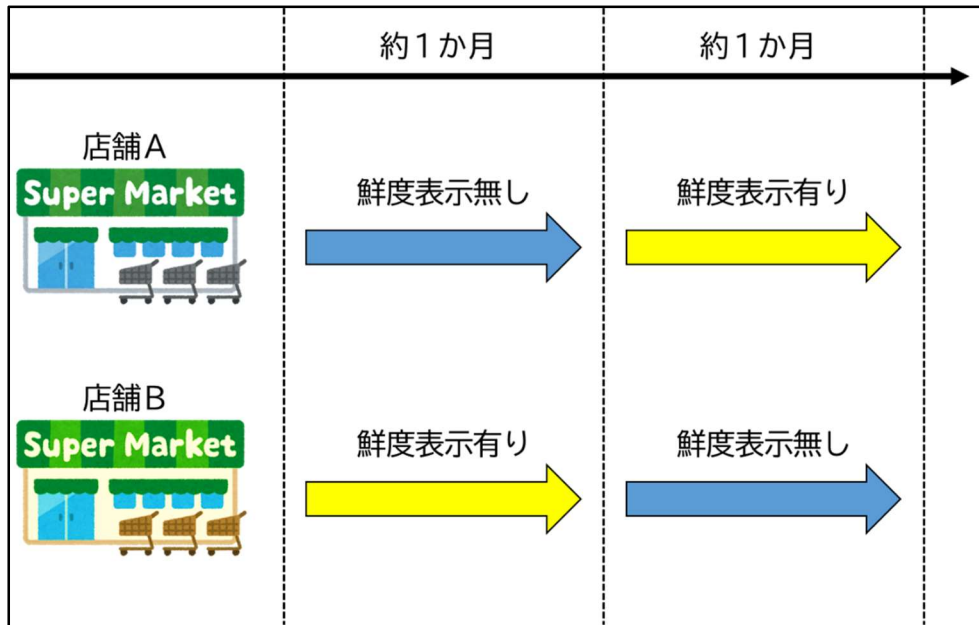 約１か月
約１か月
店舗Ａ
Super Market
鮮度表示無し
鮮度表示有り
店舗Ｂ
Super Market
鮮度表示有り
鮮度表示無し